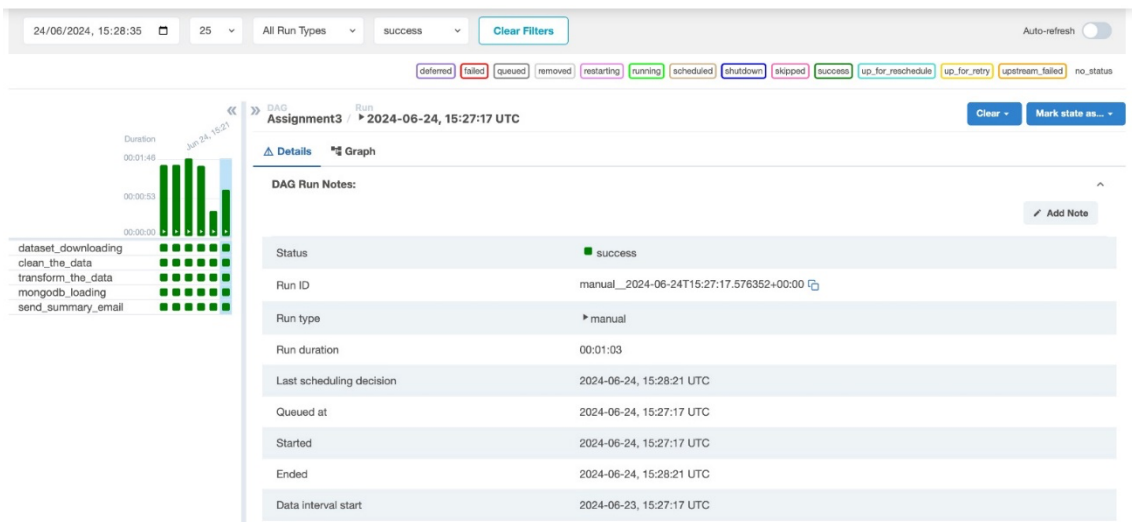 24/06/2024, 15:28:35 25 All Run Types success Clear Filters Auto-refresh
deferred failed queued removed restarting running scheduled shutdown skipped success up_for_reschedule up_for_retry upstream_failed no_status
DAG Run
Assignment3 / 2024-06-24, 15:27:17 UTC Clear Mark state as...
Jun 24, 15:21
Duration
00:01:46
00:00:53
00:00:00
dataset_downloading
clean_the_data
transform_the_data
mongodb_loading
send_summary_email
Details Graph
DAG Run Notes:
Add Note
Status success
Run ID manual__2024-06-24T15:27:17.576352+00:00
Run type manual
Run duration 00:01:03
Last scheduling decision 2024-06-24, 15:28:21 UTC
Queued at 2024-06-24, 15:27:17 UTC
Started 2024-06-24, 15:27:17 UTC
Ended 2024-06-24, 15:28:21 UTC
Data interval start 2024-06-23, 15:27:17 UTC